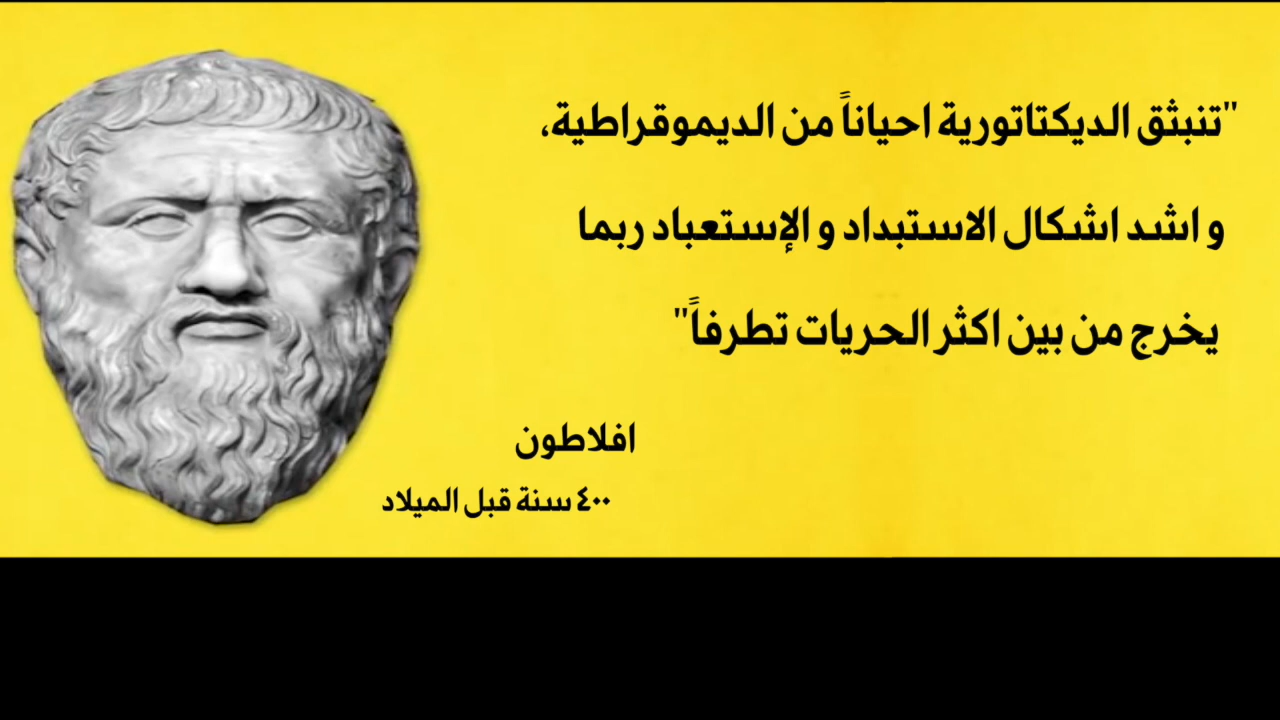 "تنبثق الديكتاتورية احياناً من الديموقراطية،
و اشد اشكال الاستبداد و الإستعباد ربما
يخرج من بين اكثر الحريات تطرفاً"
افلاطون
٤٠٠ سنة قبل الميلاد